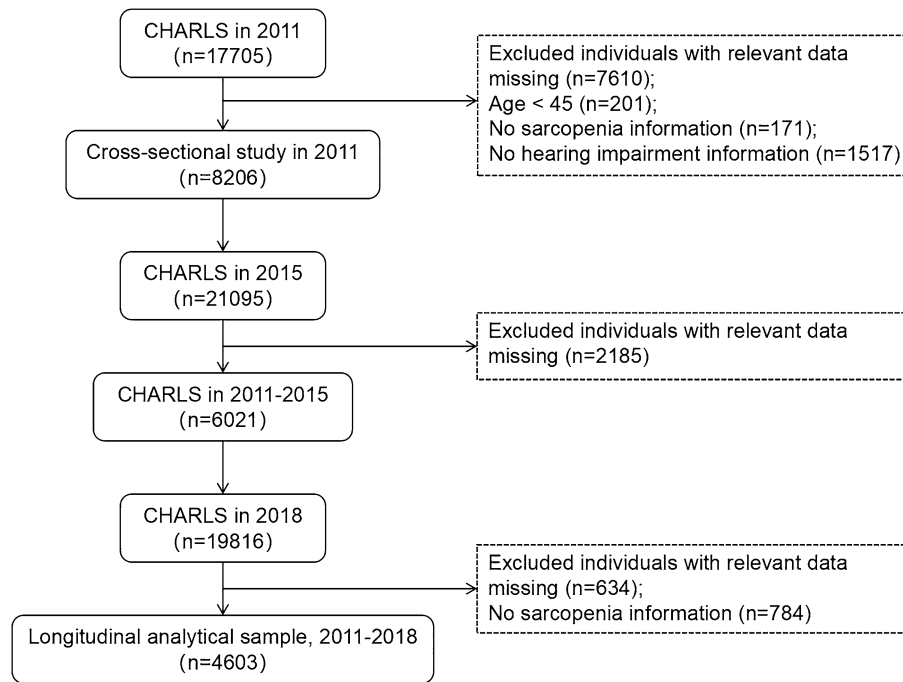 CHARLS in 2011
(n=17705)
Excluded individuals with relevant data
missing (n=7610);
Age < 45 (n=201);
No sarcopenia information (n=171);
No hearing impairment information (n=1517)
Cross-sectional study in 2011
(n=8206)
CHARLS in 2015
(n=21095)
Excluded individuals with relevant data
missing (n=2185)
CHARLS in 2011-2015
(n=6021)
CHARLS in 2018
(n=19816)
Excluded individuals with relevant data
missing (n=634);
No sarcopenia information (n=784)
Longitudinal analytical sample, 2011-2018
(n=4603)